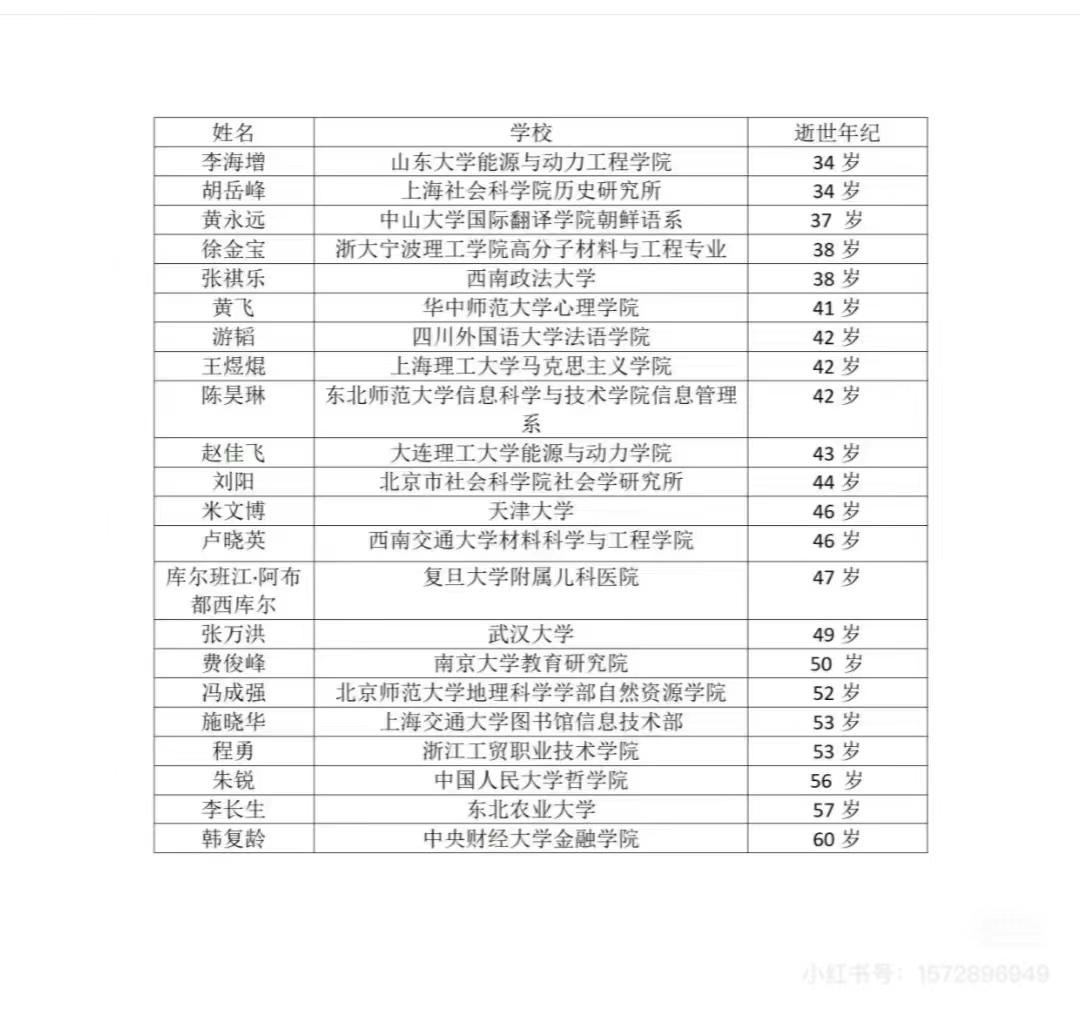 姓名 学校 逝世年纪
李海增 山东大学能源与动力工程学院 34 岁
胡岳峰 上海社会科学院历史研究所 34 岁
黄永远 中山大学国际翻译学院朝鲜语系 37 岁
徐金宝 浙大宁波理工学院高分子材料与工程专业 38 岁
张祺乐 西南政法大学 38 岁
黄飞 华中师范大学心理学院 41 岁
游韬 四川外国语大学法语学院 42 岁
王煜焜 上海理工大学马克思主义学院 42 岁
陈昊琳 东北师范大学信息科学与技术学院信息管理 42 岁
系
赵佳飞 大连理工大学能源与动力学院 43 岁
刘阳 北京市社会科学院社会学研究所 44 岁
米文博 天津大学 46 岁
卢晓英 西南交通大学材料科学与工程学院 46 岁
库尔班江·阿布 复旦大学附属儿科医院 47 岁
都西库尔
张万洪 武汉大学 49 岁
费俊峰 南京大学教育研究院 50 岁
冯成强 北京师范大学地理科学学部自然资源学院 52 岁
施晓华 上海交通大学图书馆信息技术部 53 岁
程勇 浙江工贸职业技术学院 53 岁
朱锐 中国人民大学哲学院 56 岁
李长生 东北农业大学 57 岁
韩复龄 中央财经大学金融学院 60 岁
小红书号：1572896949